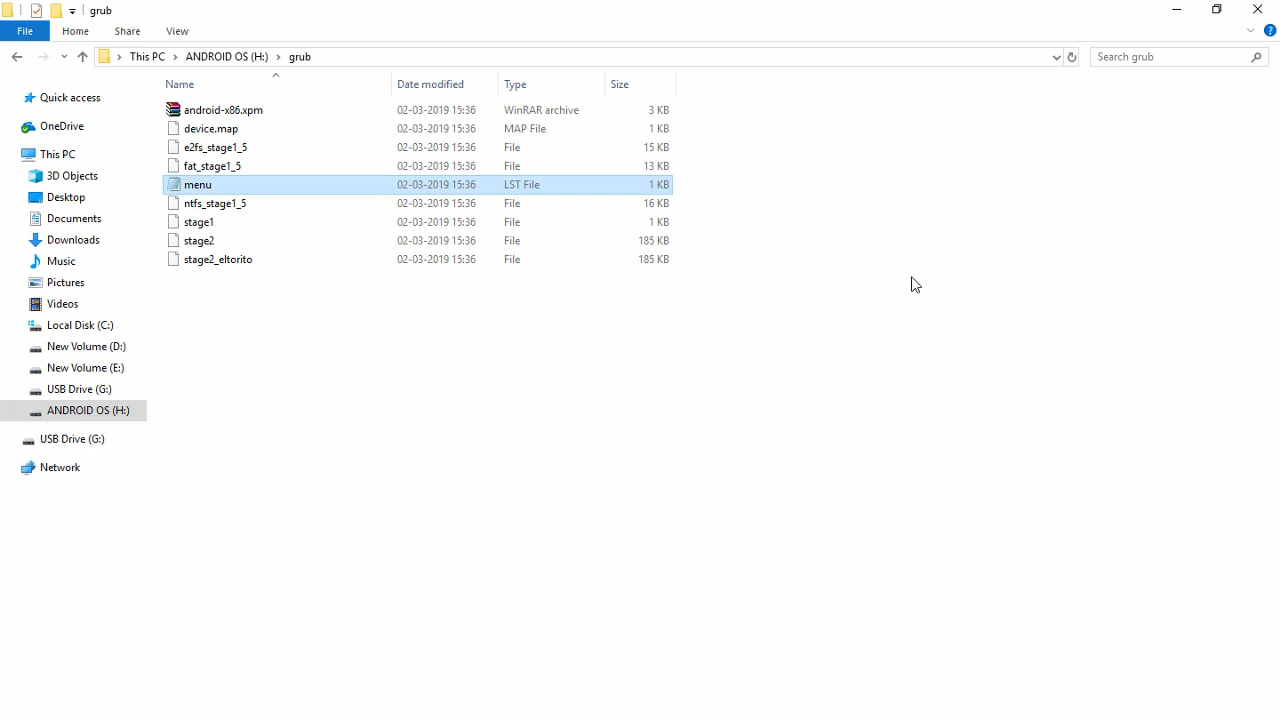 grub
File Home Share View
This PC ANDROID OS (H:) grub Search grub
Name Date modified Type Size
android-x86.xpm 02-03-2019 15:36 WinRAR archive 3 KB
device.map 02-03-2019 15:36 MAP File 1 KB
e2fs_stage1_5 02-03-2019 15:36 File 15 KB
fat_stage1_5 02-03-2019 15:36 File 13 KB
menu 02-03-2019 15:36 LST File 1 KB
ntfs_stage1_5 02-03-2019 15:36 File 16 KB
stage1 02-03-2019 15:36 File 1 KB
stage2 02-03-2019 15:36 File 185 KB
stage2_eltorito 02-03-2019 15:36 File 185 KB
Quick access
OneDrive
This PC
3D Objects
Desktop
Documents
Downloads
Music
Pictures
Videos
Local Disk (C:)
New Volume (D:)
New Volume (E:)
USB Drive (G:)
ANDROID OS (H:)
USB Drive (G:)
Network